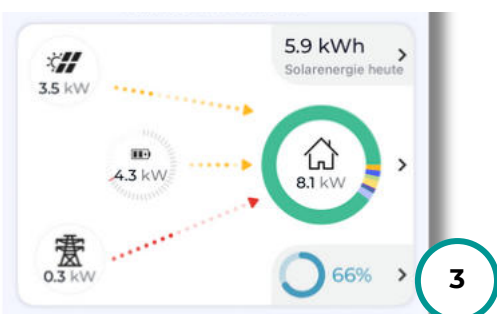 5.9 kWh
Solarenergie heute
3.5 kW
4.3 kW
8.1 kW
0.3 kW
66%
3